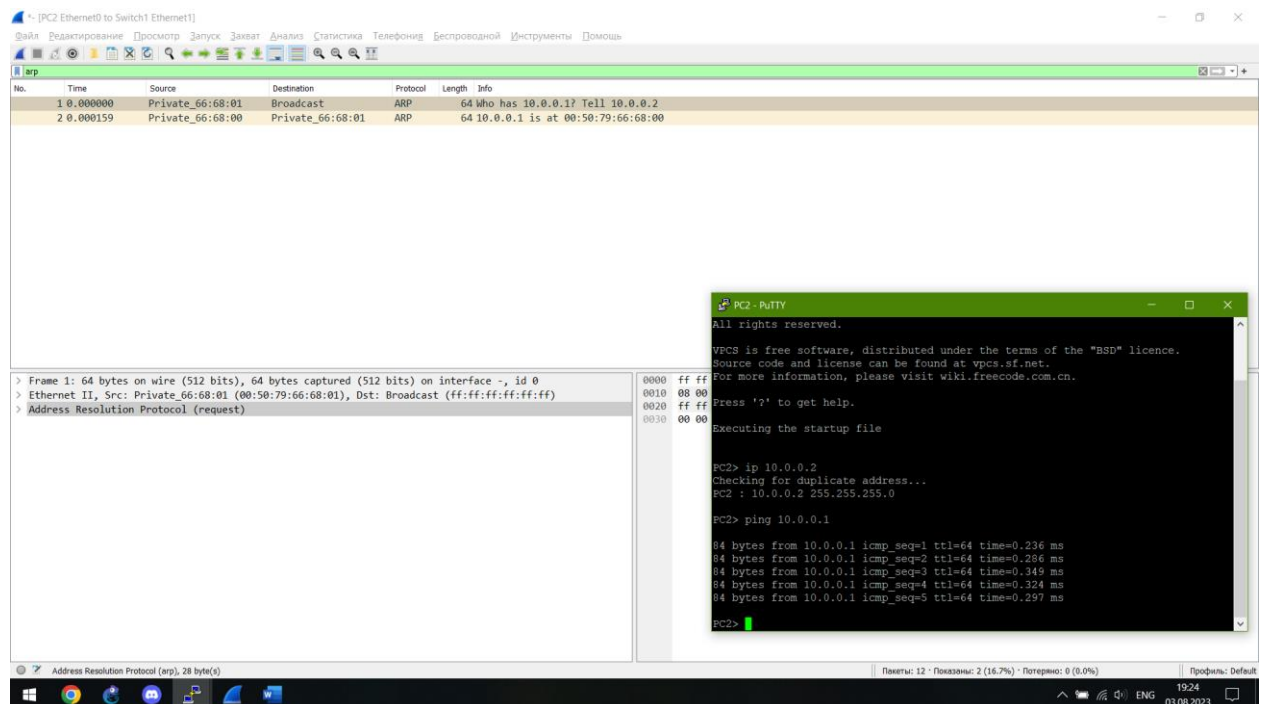 *- [PC2 Ethernet0 to Switch1 Ethernet1]
Файл Редактирование Просмотр Запуск Захват Анализ Статистика Телефония Беспроводной Инструменты Помощь
arp
No. Time Source Destination Protocol Length Info
1 0.000000 Private_66:68:01 Broadcast ARP 64 Who has 10.0.0.1? Tell 10.0.0.2
2 0.000159 Private_66:68:00 Private_66:68:01 ARP 64 10.0.0.1 is at 00:50:79:66:68:00
> Frame 1: 64 bytes on wire (512 bits), 64 bytes captured (512 bits) on interface -, id 0
> Ethernet II, Src: Private_66:68:01 (00:50:79:66:68:01), Dst: Broadcast (ff:ff:ff:ff:ff:ff)
> Address Resolution Protocol (request)
0000 ff ff
0010 08 00
0020 ff ff
0030 00 00
PC2 - PuTTY
All rights reserved.
VPCS is free software, distributed under the terms of the "BSD" licence.
Source code and license can be found at vpcs.sf.net.
For more information, please visit wiki.freecode.com.cn.
Press '?' to get help.
Executing the startup file
PC2> ip 10.0.0.2
Checking for duplicate address...
PC2 : 10.0.0.2 255.255.255.0
PC2> ping 10.0.0.1
84 bytes from 10.0.0.1 icmp_seq=1 ttl=64 time=0.236 ms
84 bytes from 10.0.0.1 icmp_seq=2 ttl=64 time=0.286 ms
84 bytes from 10.0.0.1 icmp_seq=3 ttl=64 time=0.349 ms
84 bytes from 10.0.0.1 icmp_seq=4 ttl=64 time=0.324 ms
84 bytes from 10.0.0.1 icmp_seq=5 ttl=64 time=0.297 ms
PC2>
Address Resolution Protocol (arp), 28 byte(s)
Пакеты: 12 · Показаны: 2 (16.7%) · Потеряно: 0 (0.0%)
Профиль: Default
ENG
19:24
03.08.2023